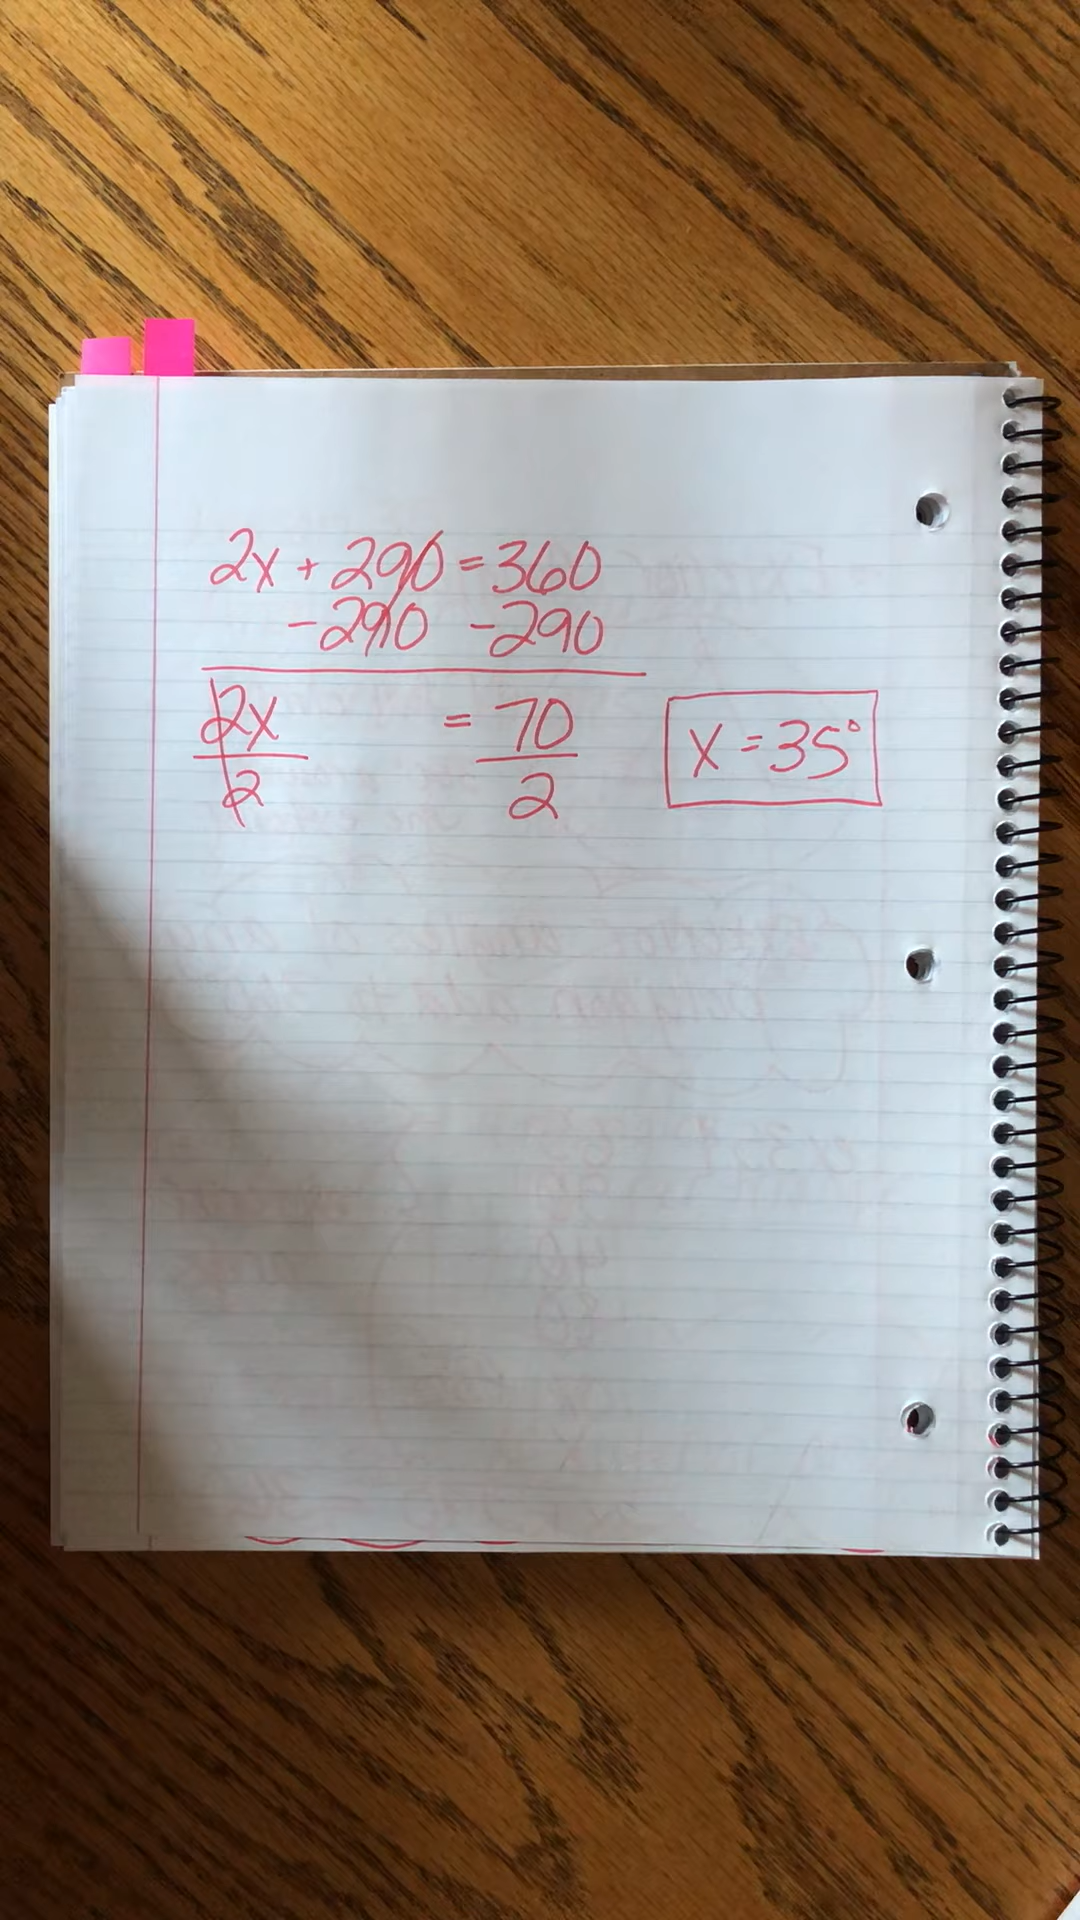 2x + 290 = 360
-290 -290
2x = 70
2 2
x = 35°